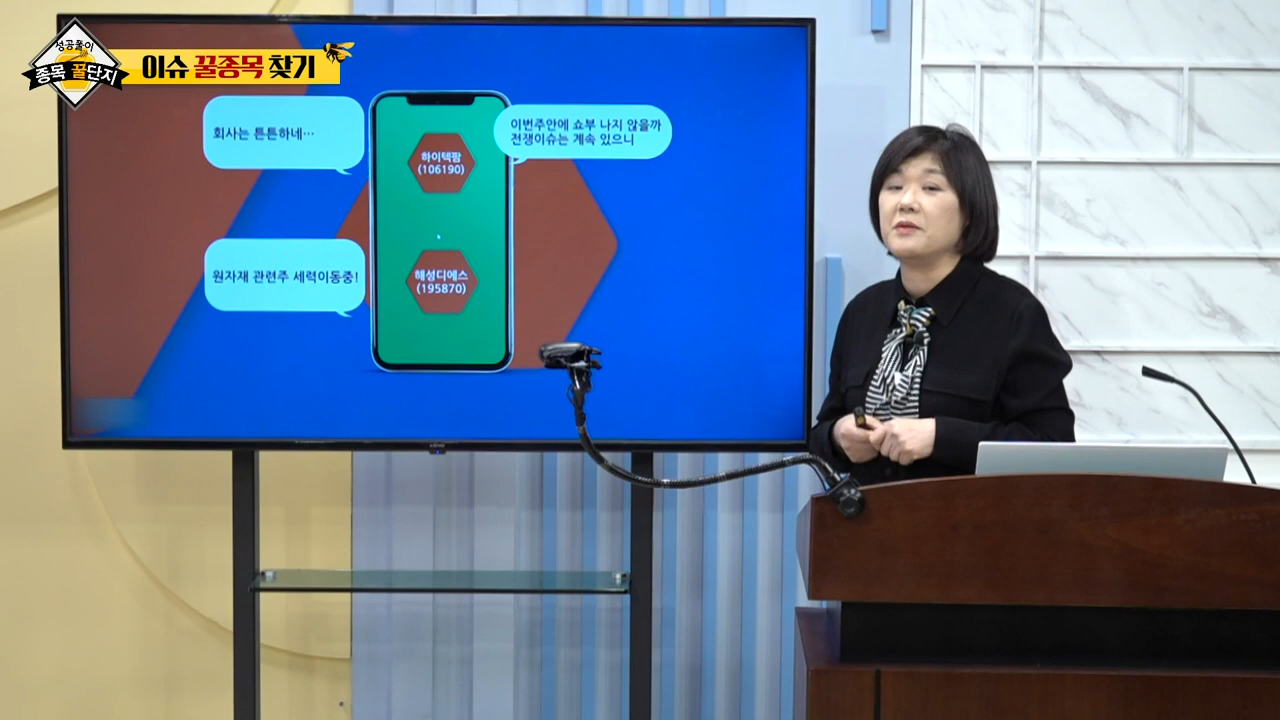 성공풀이
종목 꿀단지
이슈 꿀종목 찾기
회사는 튼튼하네…
이번주안에 쇼부 나지 않을까
전쟁이슈는 계속 있으니
하이텍팜
(106190)
원자재 관련주 세력이동중!
해성디에스
(195870)